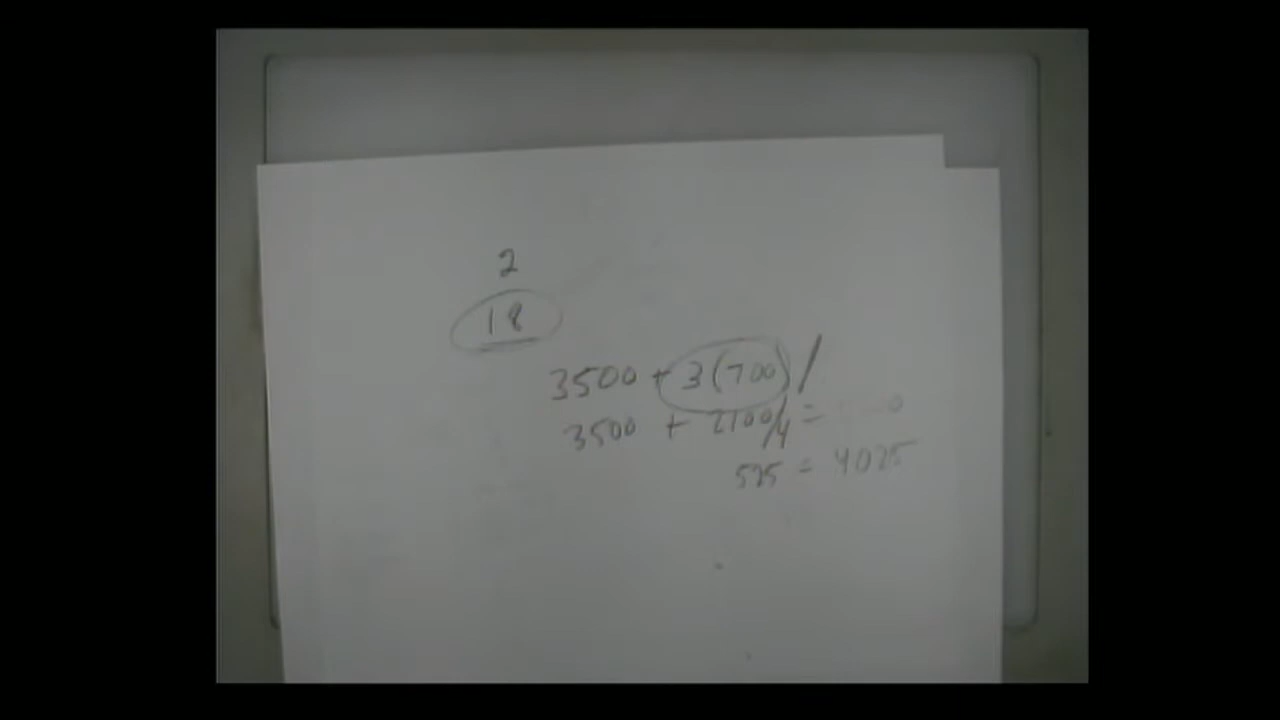 2
18
3500 + 3(700) /
3500 + 2100/4 =
525 = 4025